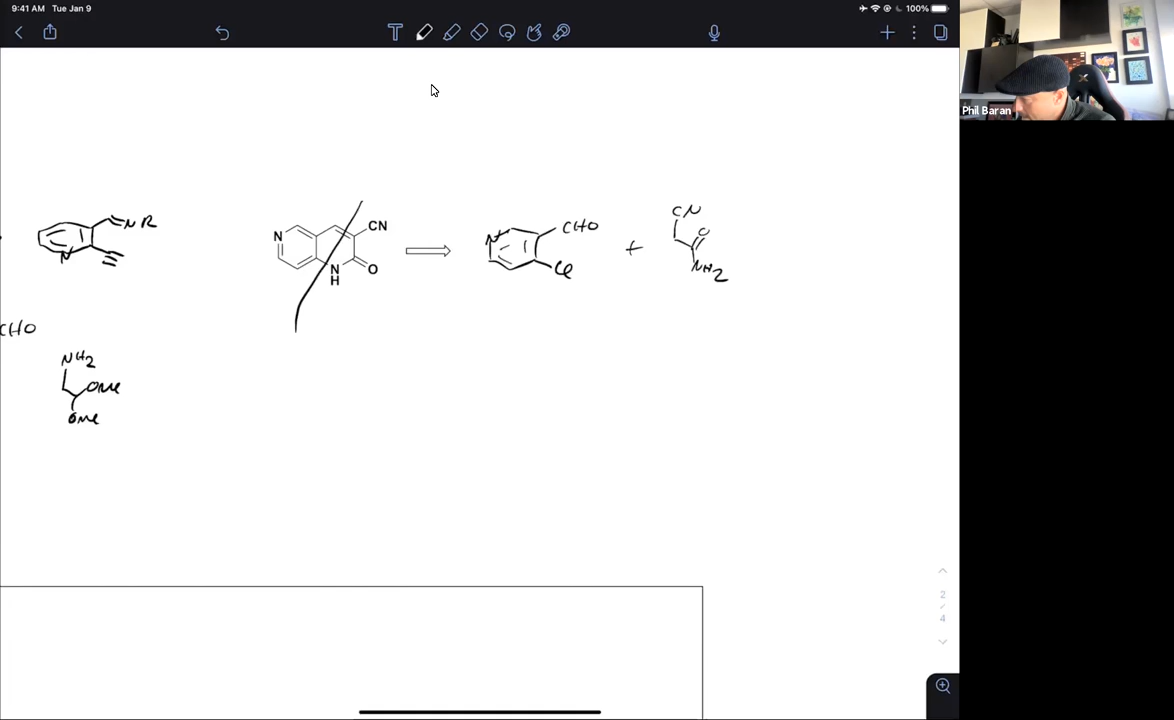 9:41 AM Tue Jan 9
100%
T
Phil Baran
NR
N
N
CN
O
N
H
N
CHO
Cl
+
CN
O
NH2
CHO
NH2
OMe
OMe
2
/
4